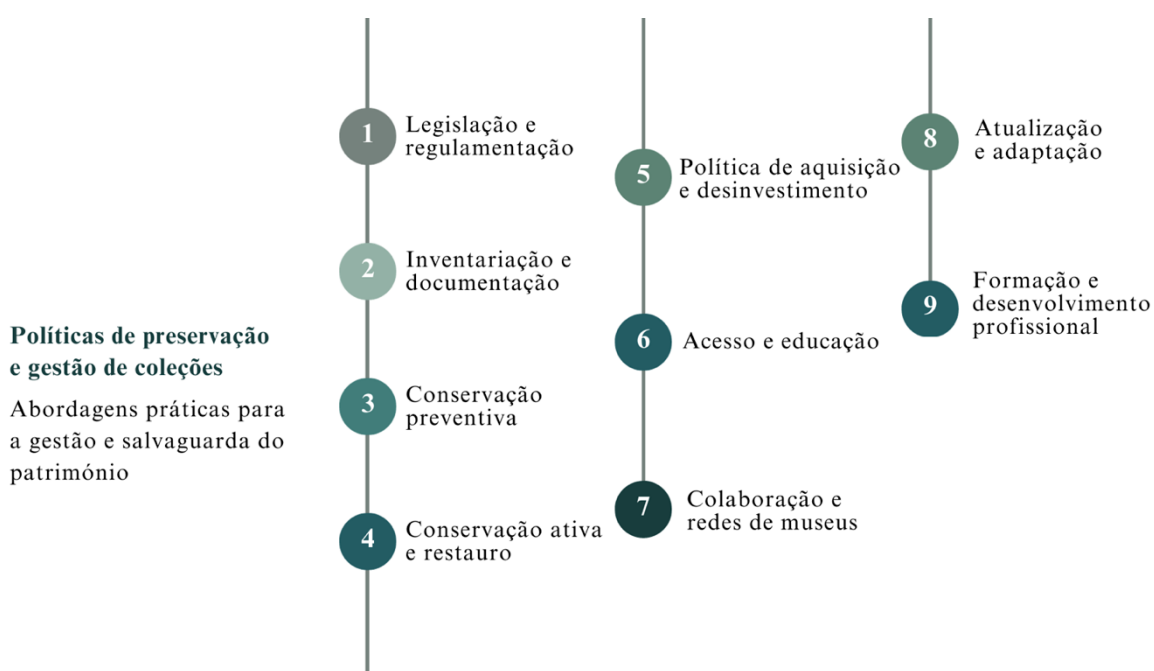 Políticas de preservação
e gestão de coleções
Abordagens práticas para
a gestão e salvaguarda do
património
1
Legislação e
regulamentação
2
Inventariação e
documentação
3
Conservação
preventiva
4
Conservação ativa
e restauro
5
Política de aquisição
e desinvestimento
6
Acesso e educação
7
Colaboração e
redes de museus
8
Atualização
e adaptação
9
Formação e
desenvolvimento
profissional